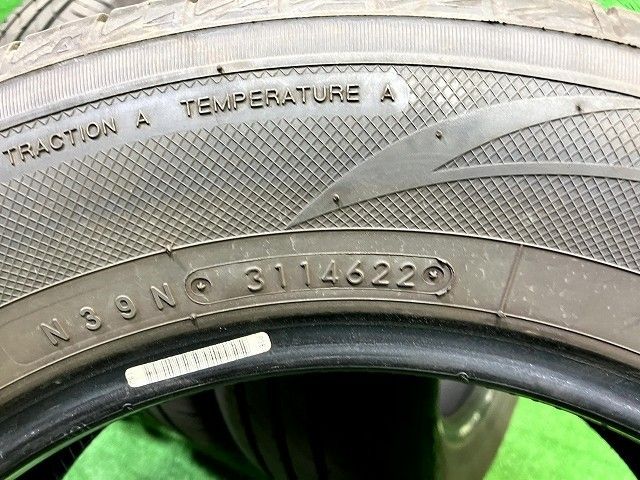 TRACTION A TEMPERATURE A
N39N 3114622